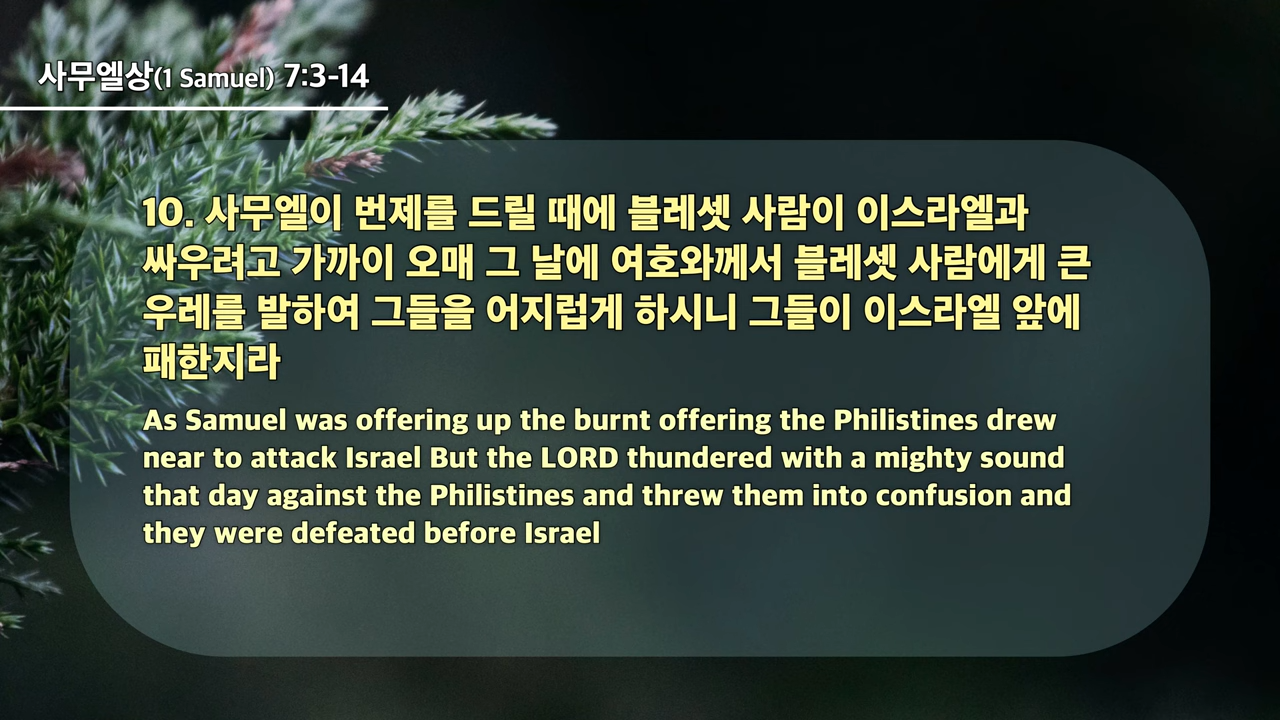 사무엘상(1 Samuel) 7:3-14
10. 사무엘이 번제를 드릴 때에 블레셋 사람이 이스라엘과
싸우려고 가까이 오매 그 날에 여호와께서 블레셋 사람에게 큰
우레를 발하여 그들을 어지럽게 하시니 그들이 이스라엘 앞에
패한지라
As Samuel was offering up the burnt offering the Philistines drew
near to attack Israel But the LORD thundered with a mighty sound
that day against the Philistines and threw them into confusion and
they were defeated before Israel